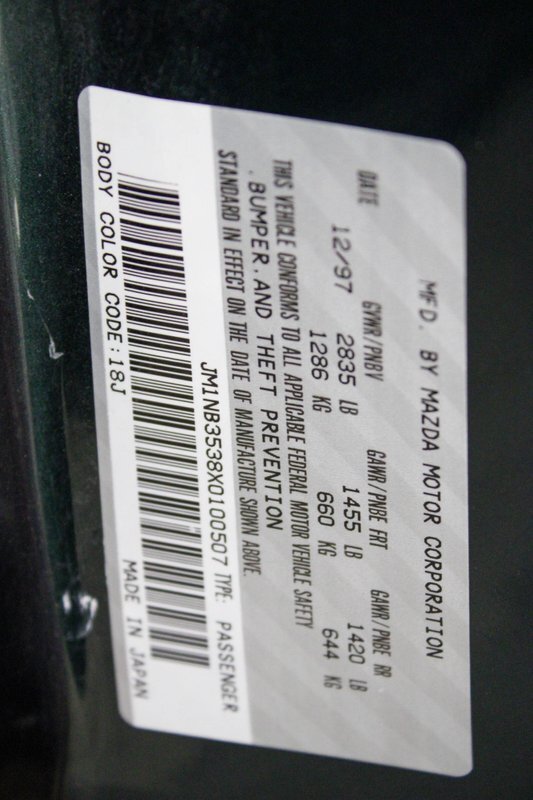 MFD. BY MAZDA MOTOR CORPORATION
DATE GVWR/PNBV GAWR/PNBE FRT GAWR/PNBE RR
12/97 2835 LB 1455 LB 1420 LB
1286 KG 660 KG 644 KG
THIS VEHICLE CONFORMS TO ALL APPLICABLE FEDERAL MOTOR VEHICLE SAFETY
.BUMPER.AND THEFT PREVENTION
STANDARD IN EFFECT ON THE DATE OF MANUFACTURE SHOWN ABOVE.
JM1NB3538X0100507 TYPE: PASSENGER
BODY COLOR CODE:18J MADE IN JAPAN